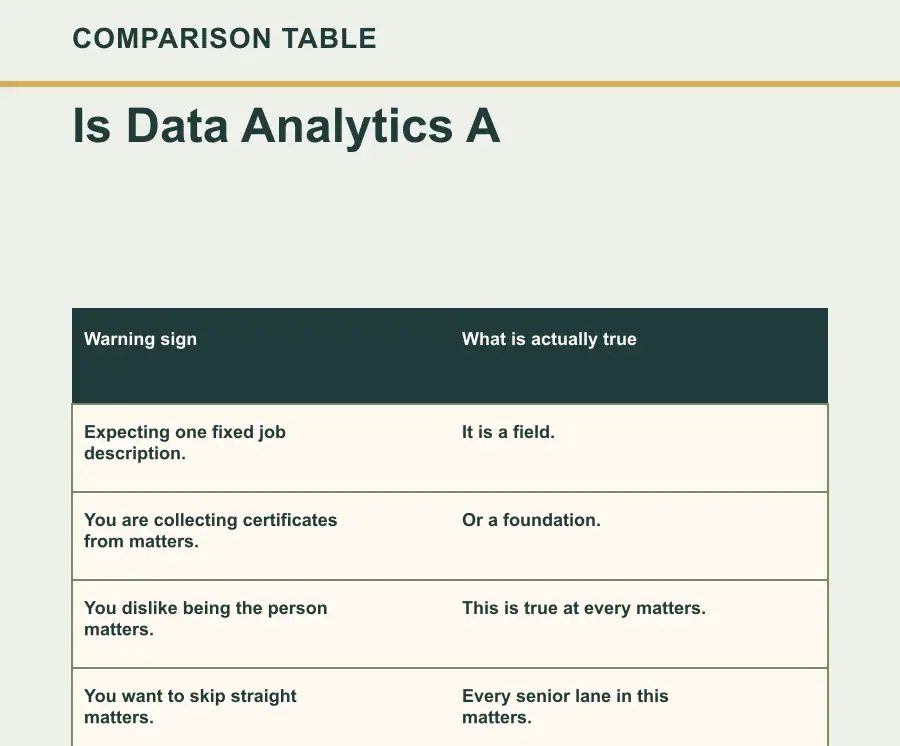 COMPARISON TABLE
Is Data Analytics A
Warning sign
What is actually true
Expecting one fixed job
description.
It is a field.
You are collecting certificates
from matters.
Or a foundation.
You dislike being the person
matters.
This is true at every matters.
You want to skip straight
matters.
Every senior lane in this
matters.